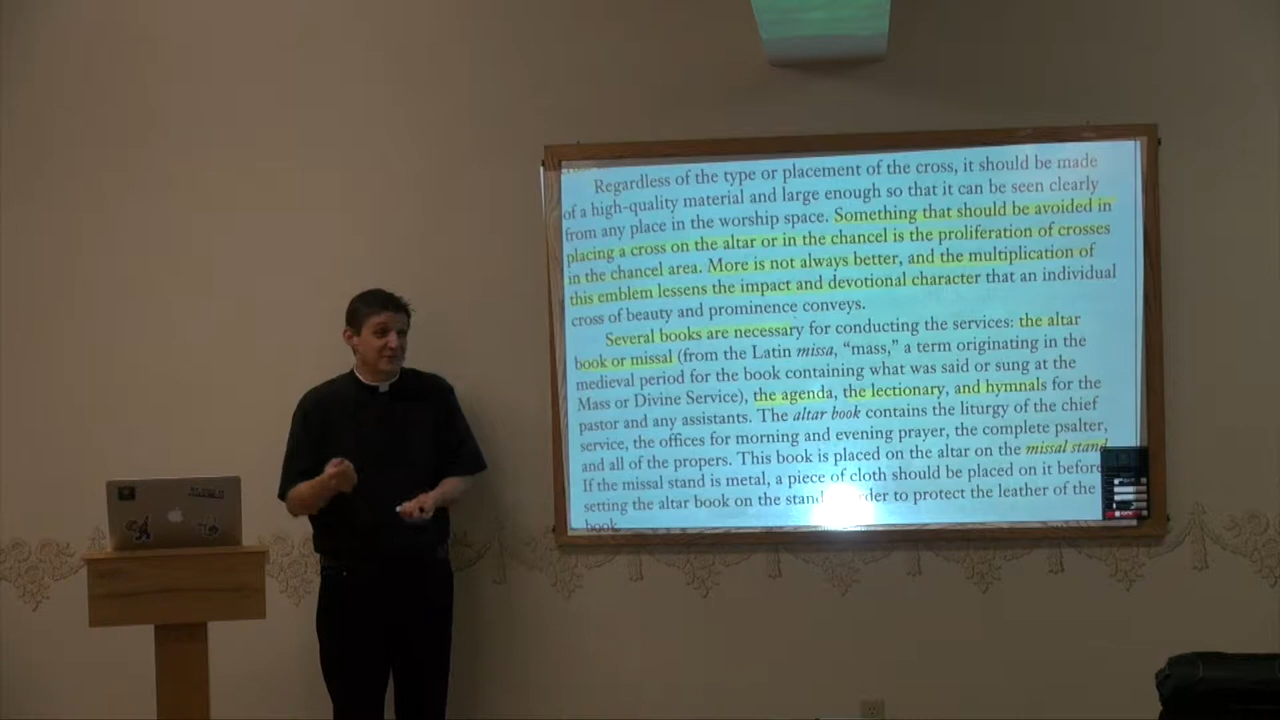 Regardless of the type or placement of the cross, it should be made
of a high-quality material and large enough so that it can be seen clearly
from any place in the worship space. Something that should be avoided in
placing a cross on the altar or in the chancel is the proliferation of crosses
in the chancel area. More is not always better, and the multiplication of
this emblem lessens the impact and devotional character that an individual
cross of beauty and prominence conveys.
Several books are necessary for conducting the services: the altar
book or missal (from the Latin missa, “mass,” a term originating in the
medieval period for the book containing what was said or sung at the
Mass or Divine Service), the agenda, the lectionary, and hymnals for the
pastor and any assistants. The altar book contains the liturgy of the chief
service, the offices for morning and evening prayer, the complete psalter,
and all of the propers. This book is placed on the altar on the missal stand
If the missal stand is metal, a piece of cloth should be placed on it before
setting the altar book on the stand order to protect the leather of the
book.